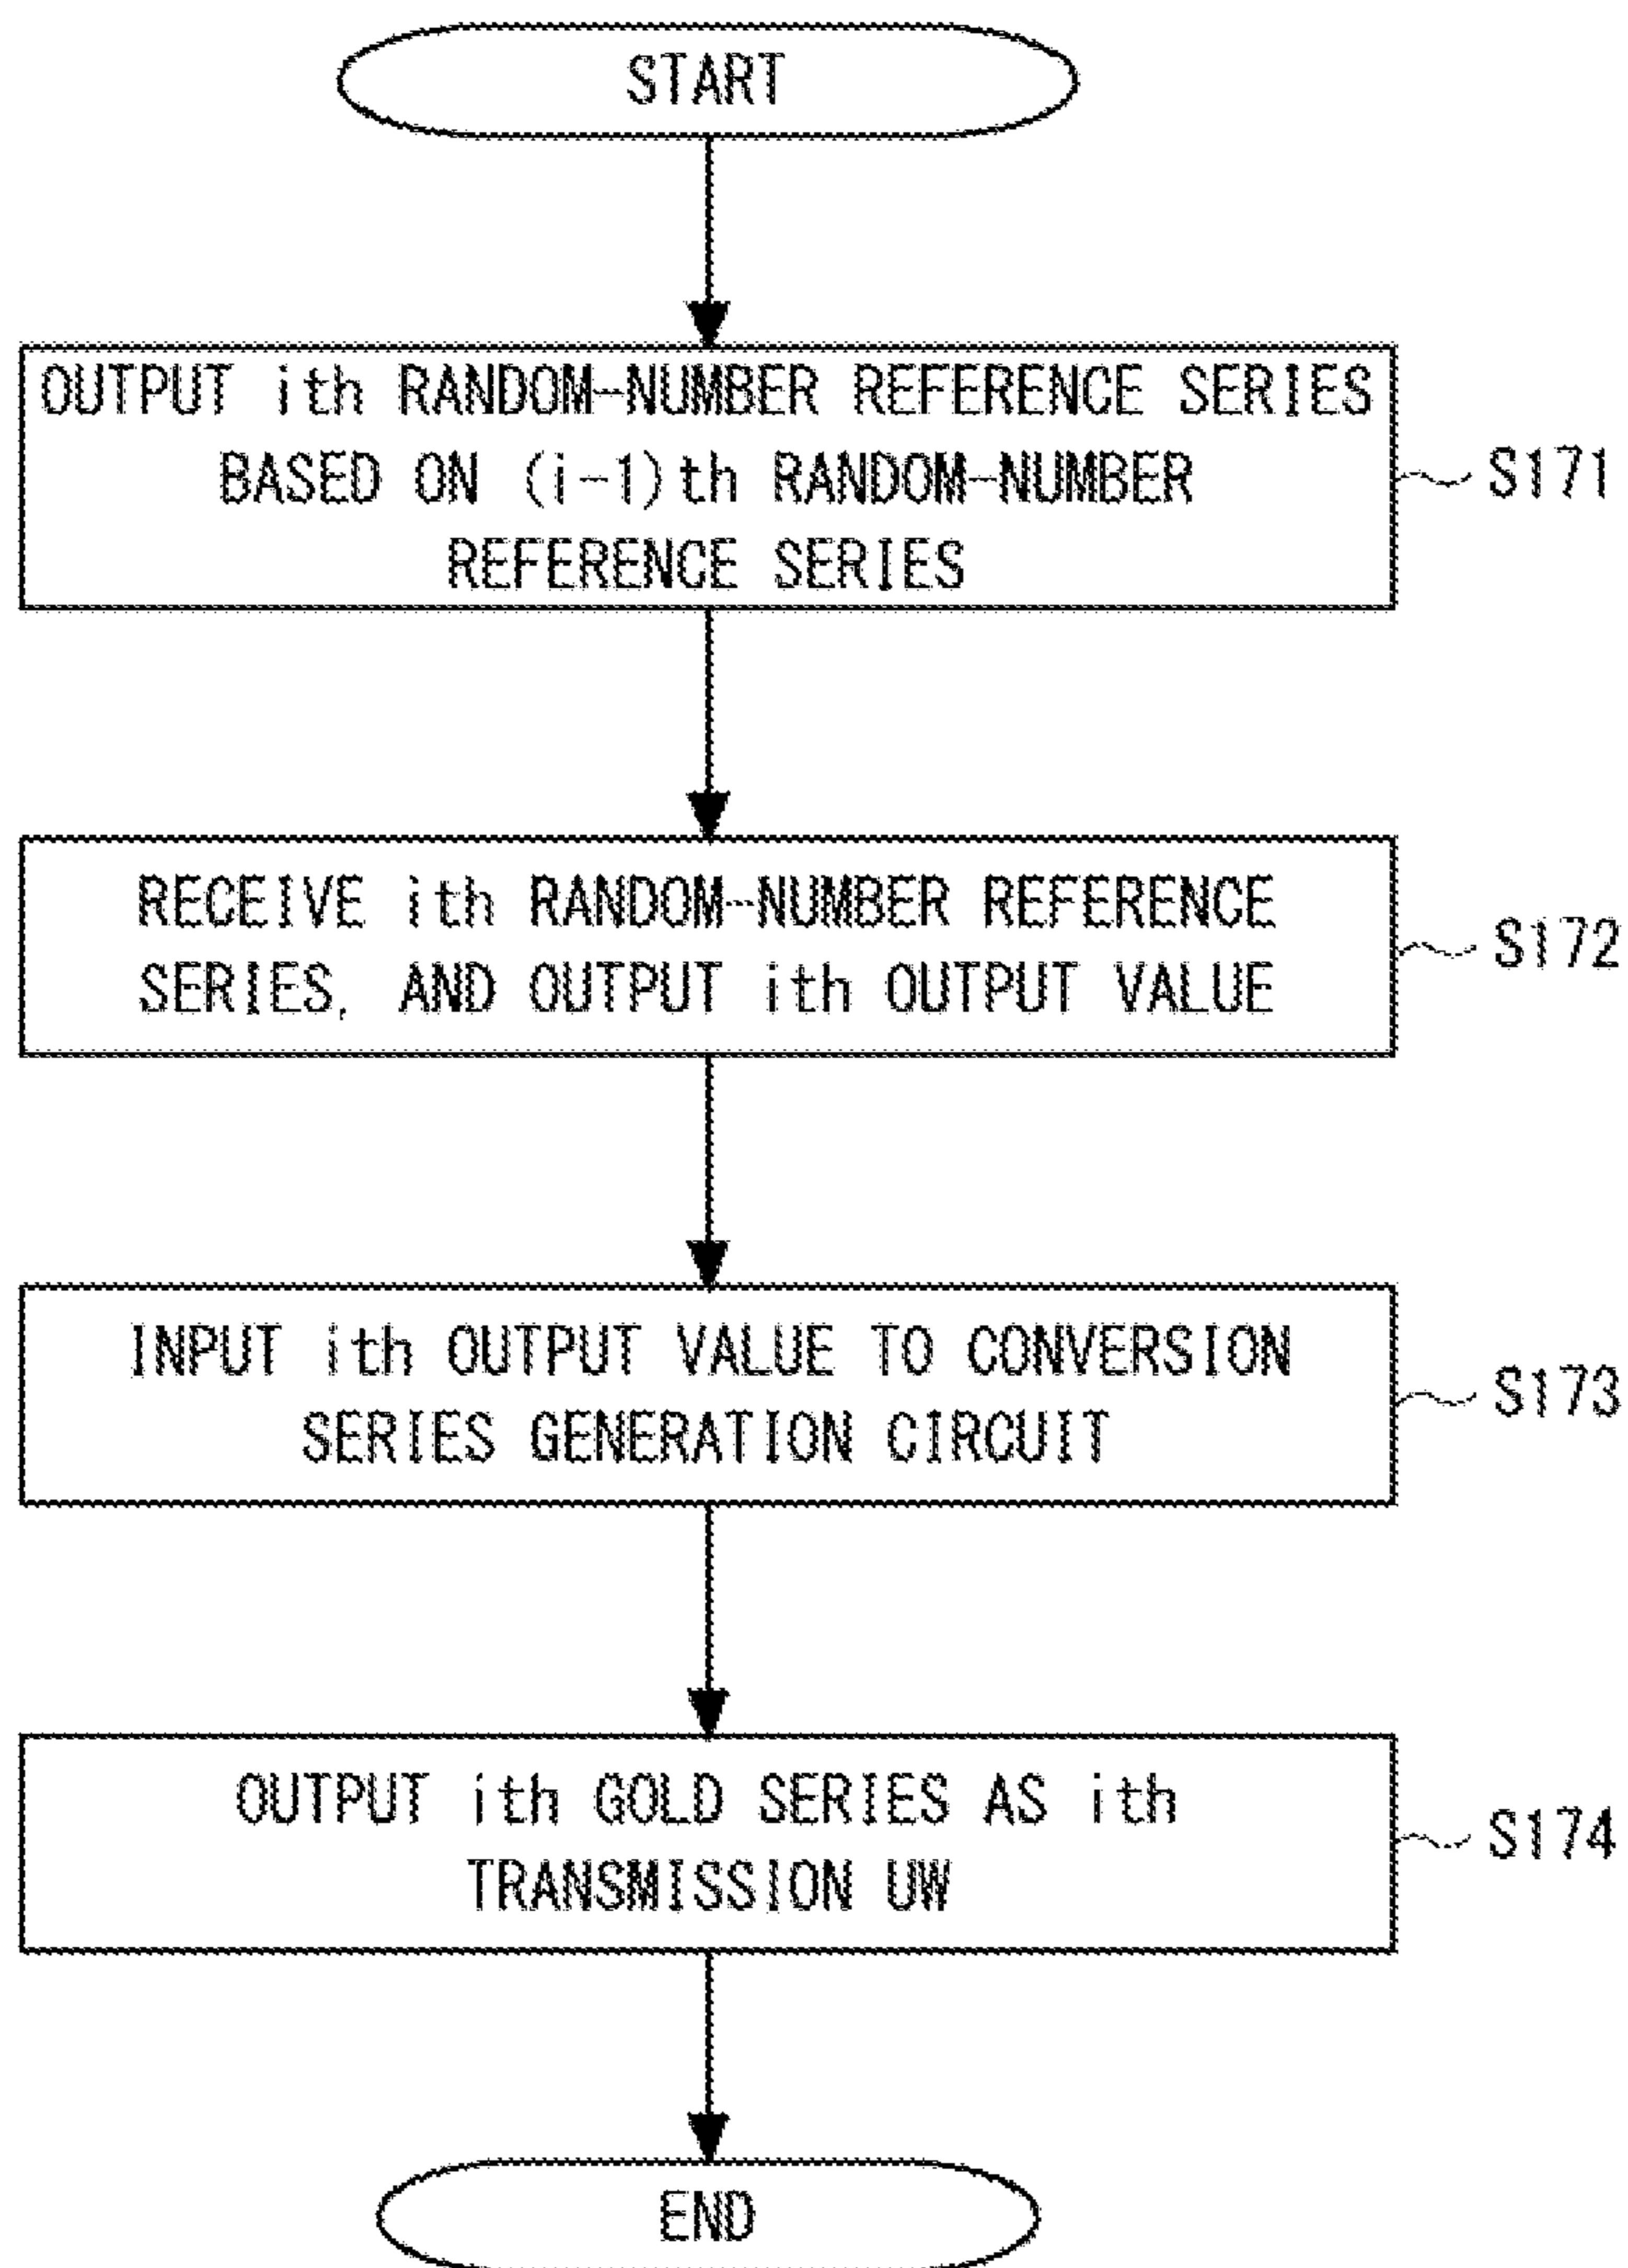 START
OUTPUT ith RANDOM-NUMBER REFERENCE SERIES
BASED ON (i-1)th RANDOM-NUMBER
REFERENCE SERIES
S171
RECEIVE ith RANDOM-NUMBER REFERENCE
SERIES, AND OUTPUT ith OUTPUT VALUE
S172
INPUT ith OUTPUT VALUE TO CONVERSION
SERIES GENERATION CIRCUIT
S173
OUTPUT ith GOLD SERIES AS ith
TRANSMISSION UW
S174
END